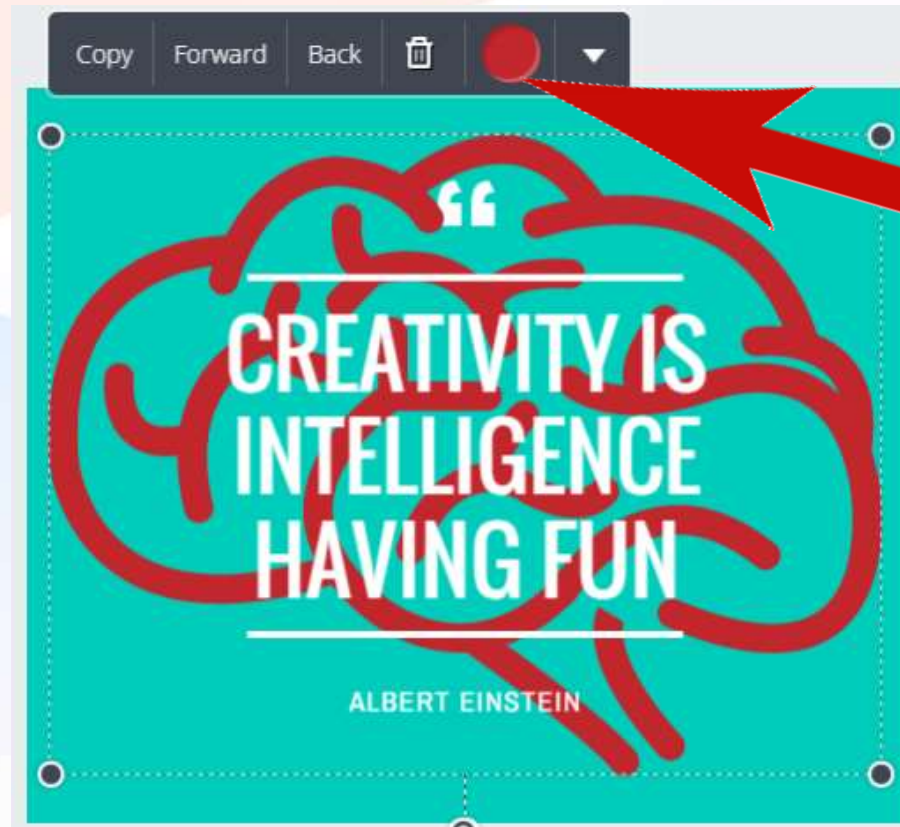 Copy Forward Back
“
CREATIVITY IS
INTELLIGENCE
HAVING FUN
ALBERT EINSTEIN